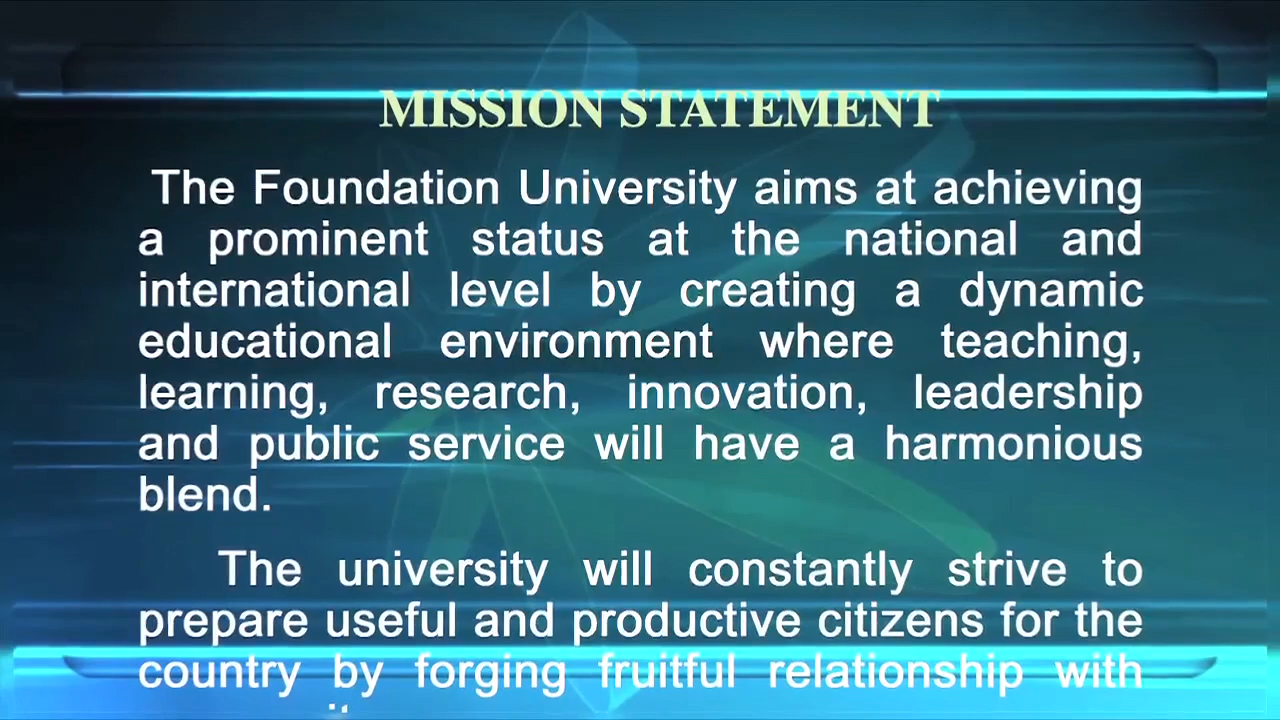 MISSION STATEMENT
The Foundation University aims at achieving
a prominent status at the national and
international level by creating a dynamic
educational environment where teaching,
learning, research, innovation, leadership
and public service will have a harmonious
blend.
The university will constantly strive to
prepare useful and productive citizens for the
country by forging fruitful relationship with